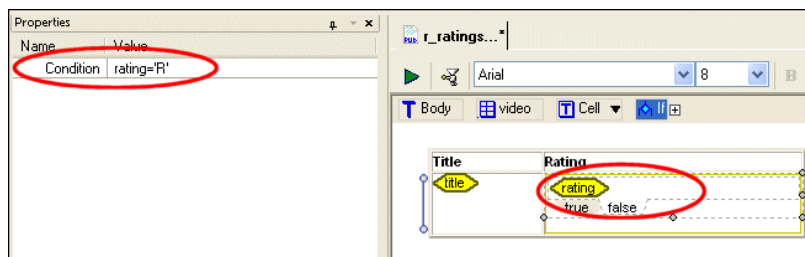 Properties
Name Value
Condition rating='R'
r_ratings...*
Arial 8 B
Body video Cell If
Title Rating
title rating
true false